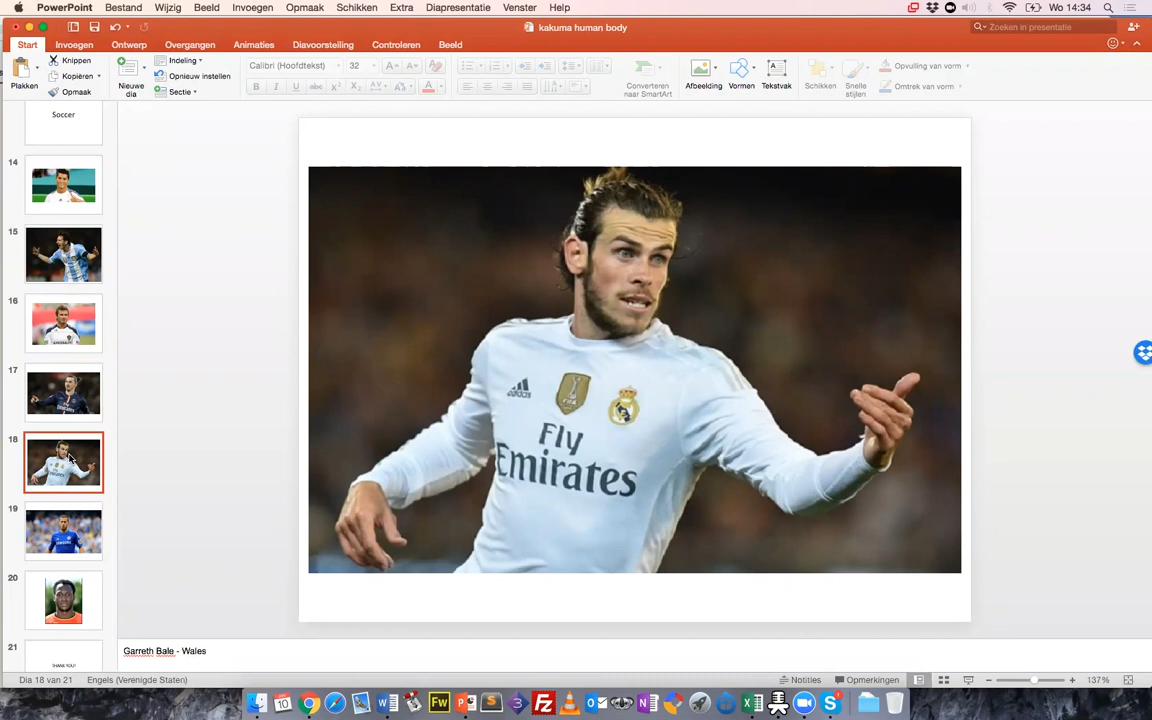 PowerPoint Bestand Wijzig Beeld Invoegen Opmaak Schikken Extra Diapresentatie Venster Help
Wo 14:34
kakuma human body
Zoeken in presentatie
Start Invoegen Ontwerp Overgangen Animaties Diavoorstelling Controleren Beeld
Plakken
Knippen
Kopiëren
Opmaak
Nieuwe dia
Indeling
Opnieuw instellen
Sectie
Calibri (Hoofdtekst) 32
Converteren naar SmartArt
Afbeelding
Vormen
Tekstvak
Schikken
Snelle stijlen
Opvulling van vorm
Omtrek van vorm
Soccer
14
15
16
17
18
19
20
21
THANK YOU!
adidas
FIFA
Fly
Emirates
Garreth Bale - Wales
Dia 18 van 21 Engels (Verenigde Staten)
Notities Opmerkingen 137%